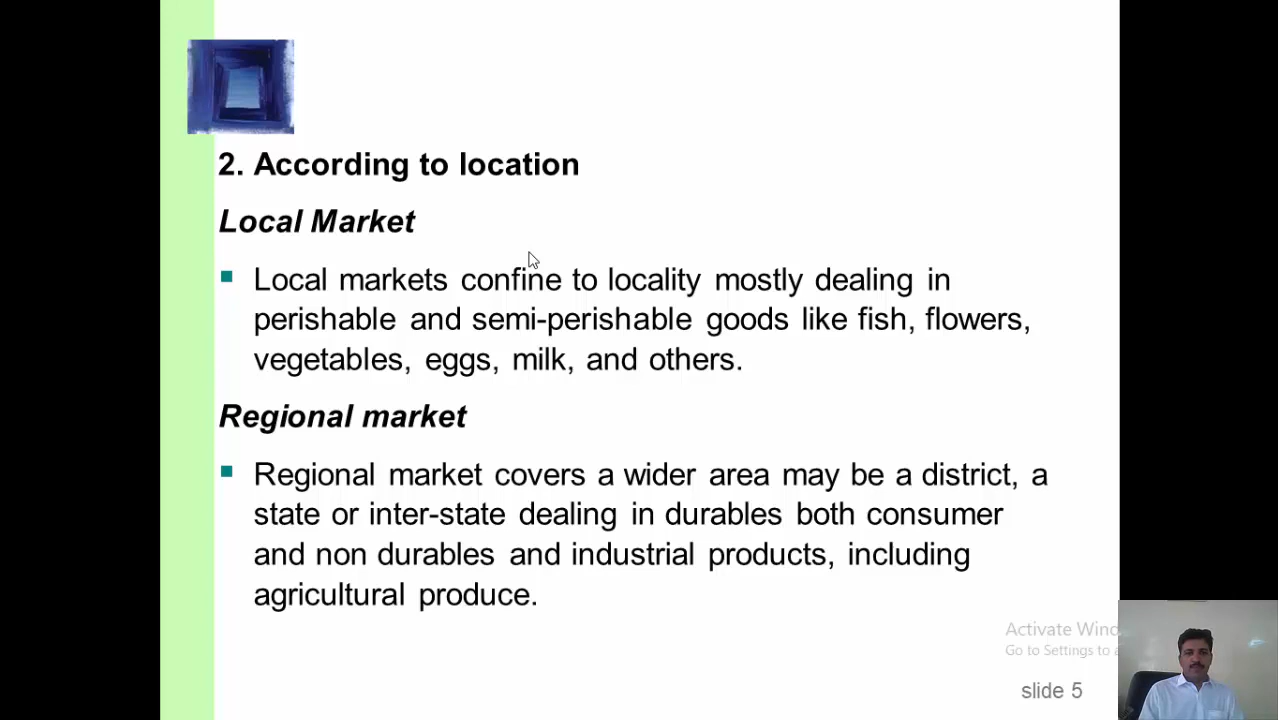 2. According to location
Local Market
Local markets confine to locality mostly dealing in
perishable and semi-perishable goods like fish, flowers,
vegetables, eggs, milk, and others.
Regional market
Regional market covers a wider area may be a district, a
state or inter-state dealing in durables both consumer
and non durables and industrial products, including
agricultural produce.
Activate Wind
Go to Settings to a
slide 5